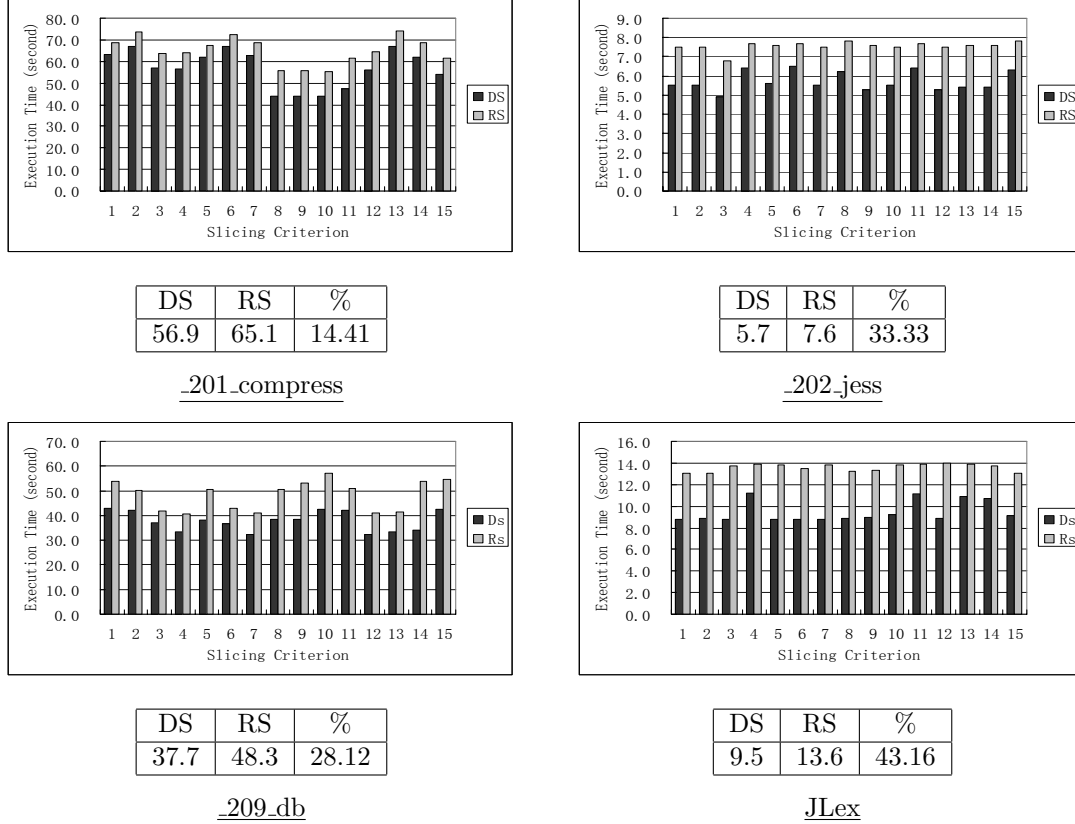 80.0
70.0
60.0
50.0
40.0
30.0
20.0
10.0
0.0
Execution Time (second)
1 2 3 4 5 6 7 8 9 10 11 12 13 14 15
Slicing Criterion
DS
RS
DS RS %
56.9 65.1 14.41
_201_compress
9.0
8.0
7.0
6.0
5.0
4.0
3.0
2.0
1.0
0.0
Execution Time (second)
1 2 3 4 5 6 7 8 9 10 11 12 13 14 15
Slicing Criterion
DS
RS
DS RS %
5.7 7.6 33.33
_202_jess
70.0
60.0
50.0
40.0
30.0
20.0
10.0
0.0
Execution Time (second)
1 2 3 4 5 6 7 8 9 10 11 12 13 14 15
Slicing Criterion
Ds
Rs
DS RS %
37.7 48.3 28.12
_209_db
16.0
14.0
12.0
10.0
8.0
6.0
4.0
2.0
0.0
Execution Time (second)
1 2 3 4 5 6 7 8 9 10 11 12 13 14 15
Slicing Criterion
Ds
Rs
DS RS %
9.5 13.6 43.16
JLex